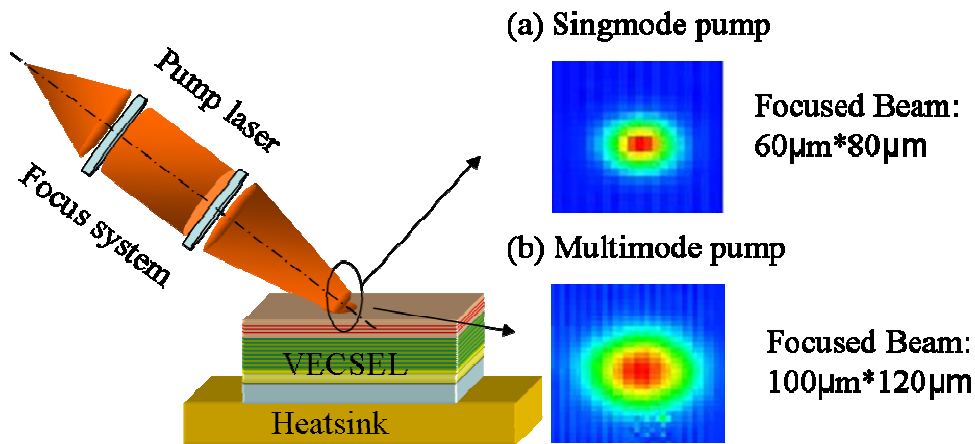 (a) Singmode pump
Pump laser
Focused Beam:
60μm*80μm
Focus system
(b) Multimode pump
VECSEL
Focused Beam:
100μm*120μm
Heatsink